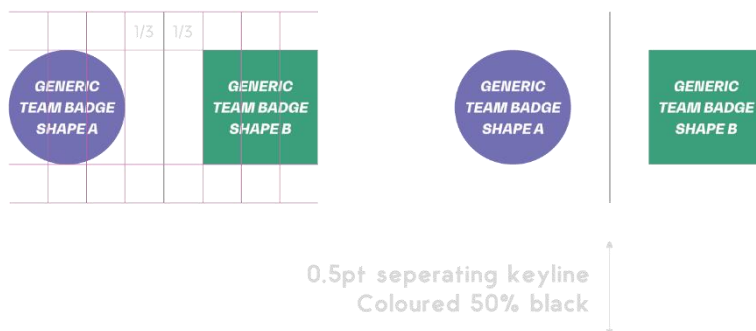 1/3 1/3
GENERIC
TEAM BADGE
SHAPE A
GENERIC
TEAM BADGE
SHAPE B
GENERIC
TEAM BADGE
SHAPE A
GENERIC
TEAM BADGE
SHAPE B
0.5pt seperating keyline
Coloured 50% black